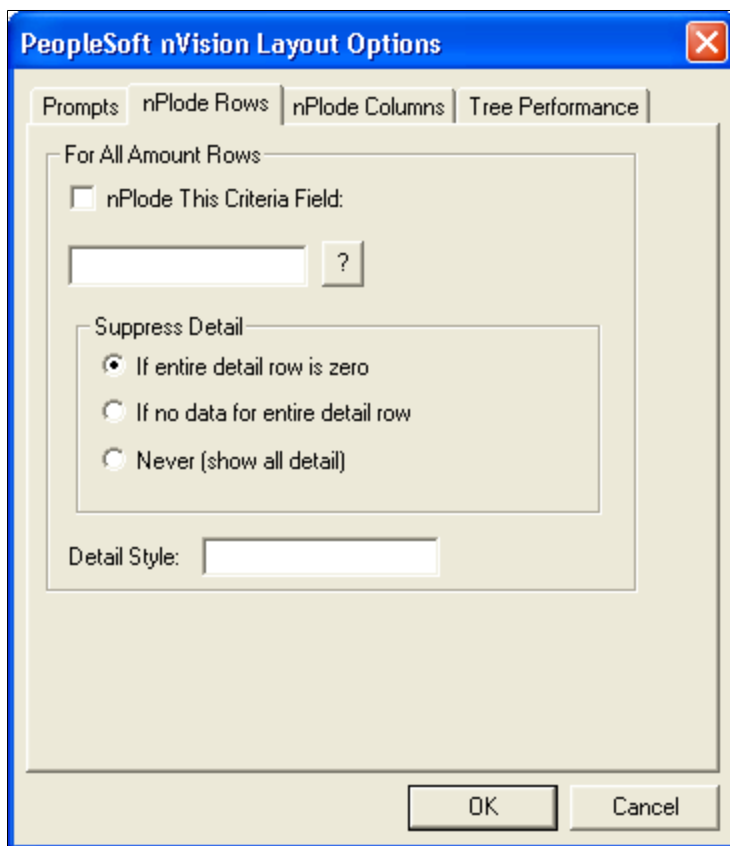 PeopleSoft nVision Layout Options
Prompts nPlode Rows nPlode Columns Tree Performance
For All Amount Rows
nPlode This Criteria Field:
?
Suppress Detail
If entire detail row is zero
If no data for entire detail row
Never (show all detail)
Detail Style:
OK Cancel